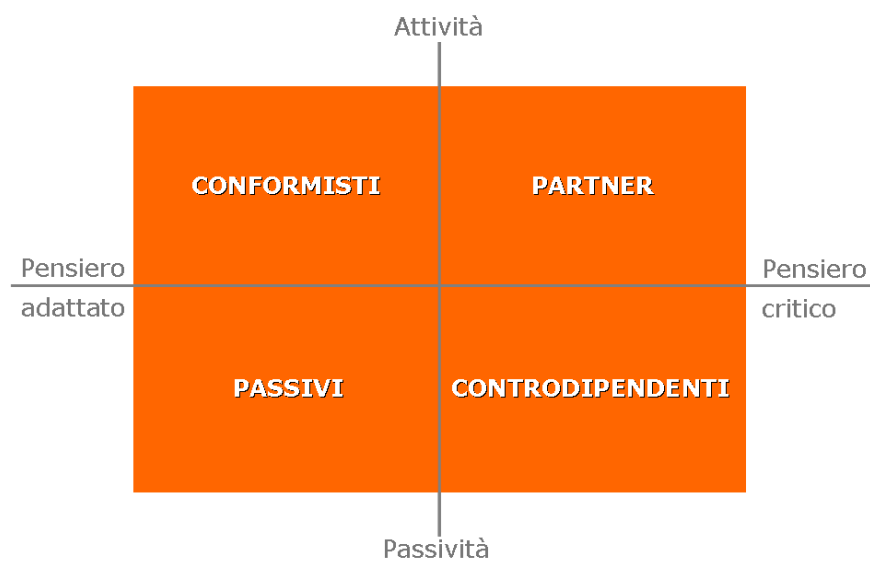 Attività
CONFORMISTI
PARTNER
Pensiero
adattato
Pensiero
critico
PASSIVI
CONTRODIPENDENTI
Passività